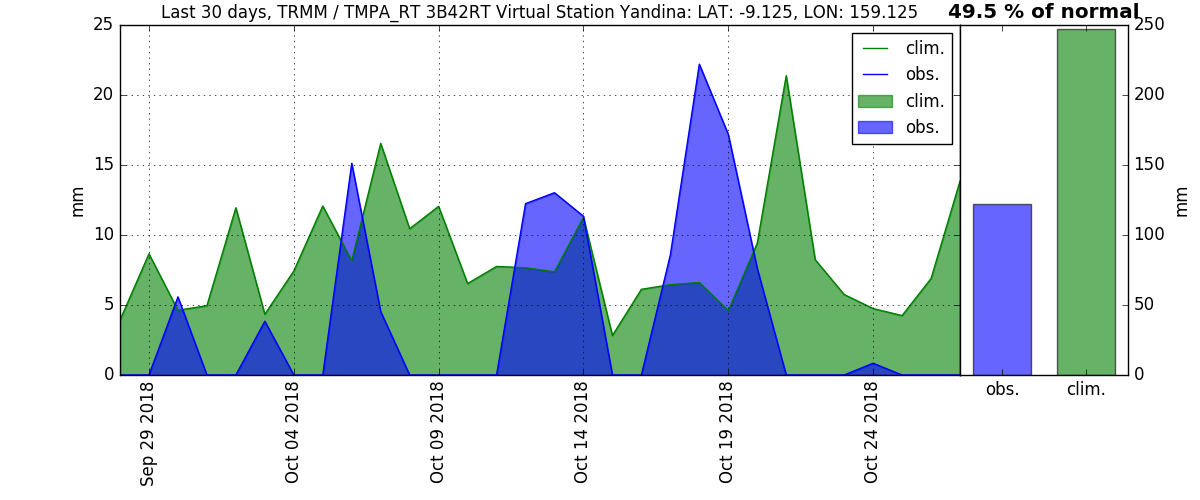 Last 30 days, TRMM / TMPA_RT 3B42RT Virtual Station Yandina: LAT: -9.125, LON: 159.125
49.5 % of normal
25
20
15
10
5
0
mm
clim.
obs.
clim.
obs.
250
200
150
100
50
0
mm
obs.
clim.
Sep 29 2018
Oct 04 2018
Oct 09 2018
Oct 14 2018
Oct 19 2018
Oct 24 2018